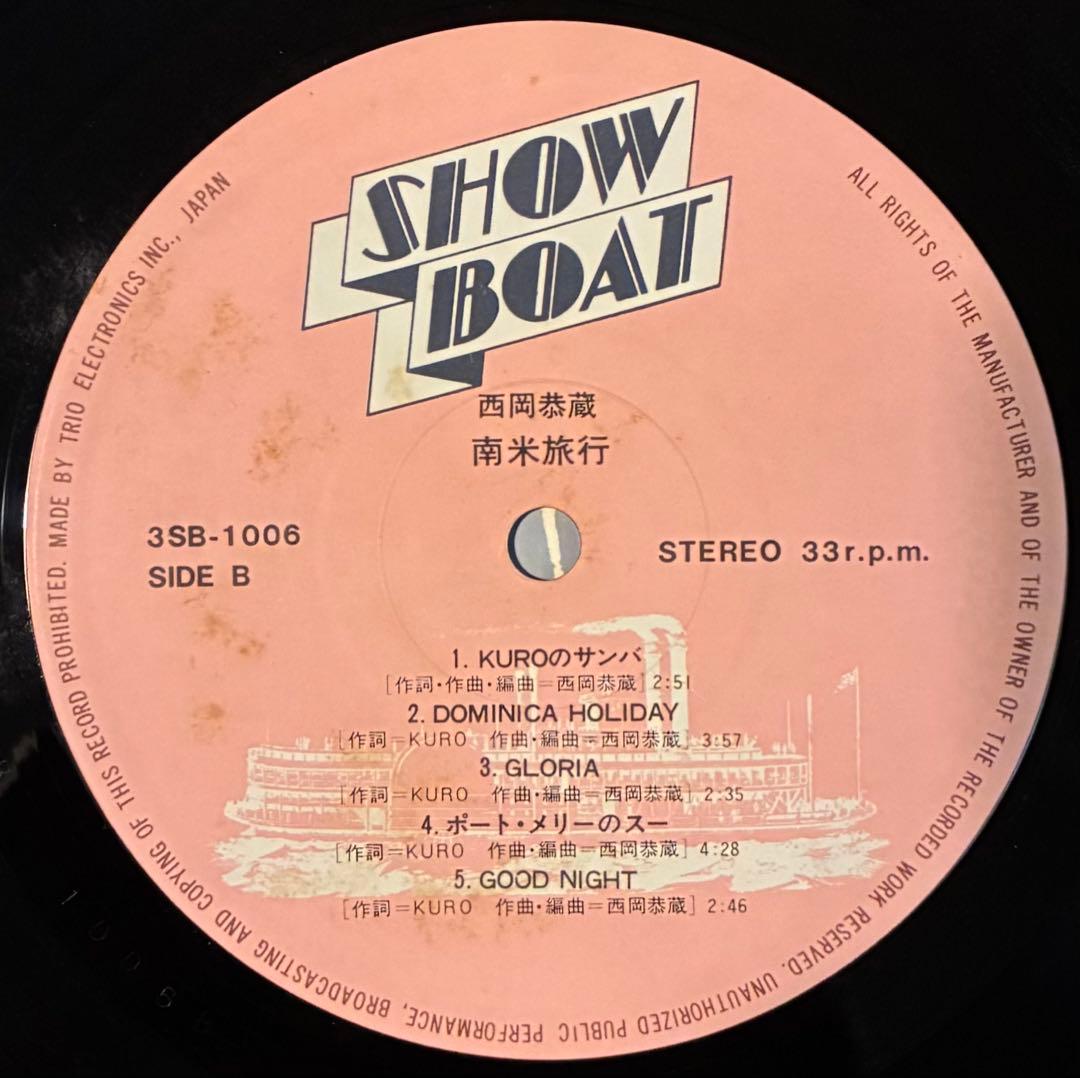 SHOW
BOAT
西岡恭蔵
南米旅行
3SB-1006
SIDE B
STEREO 33r.p.m.
1. KUROのサンバ
[作詞・作曲・編曲=西岡恭蔵] 2:51
2. DOMINICA HOLIDAY
[作詞=KURO 作曲・編曲=西岡恭蔵] 3:57
3. GLORIA
[作詞=KURO 作曲・編曲=西岡恭蔵] 2:35
4. ポート・メリーのスー
[作詞=KURO 作曲・編曲=西岡恭蔵] 4:28
5. GOOD NIGHT
[作詞=KURO 作曲・編曲=西岡恭蔵] 2:46
ALL RIGHTS OF THE MANUFACTURER AND OF THE OWNER OF THE RECORDED WORK RESERVED. UNAUTHORIZED PUBLIC PERFORMANCE, BROADCASTING AND COPYING OF THIS RECORD PROHIBITED. MADE BY TRIO ELECTRONICS INC., JAPAN